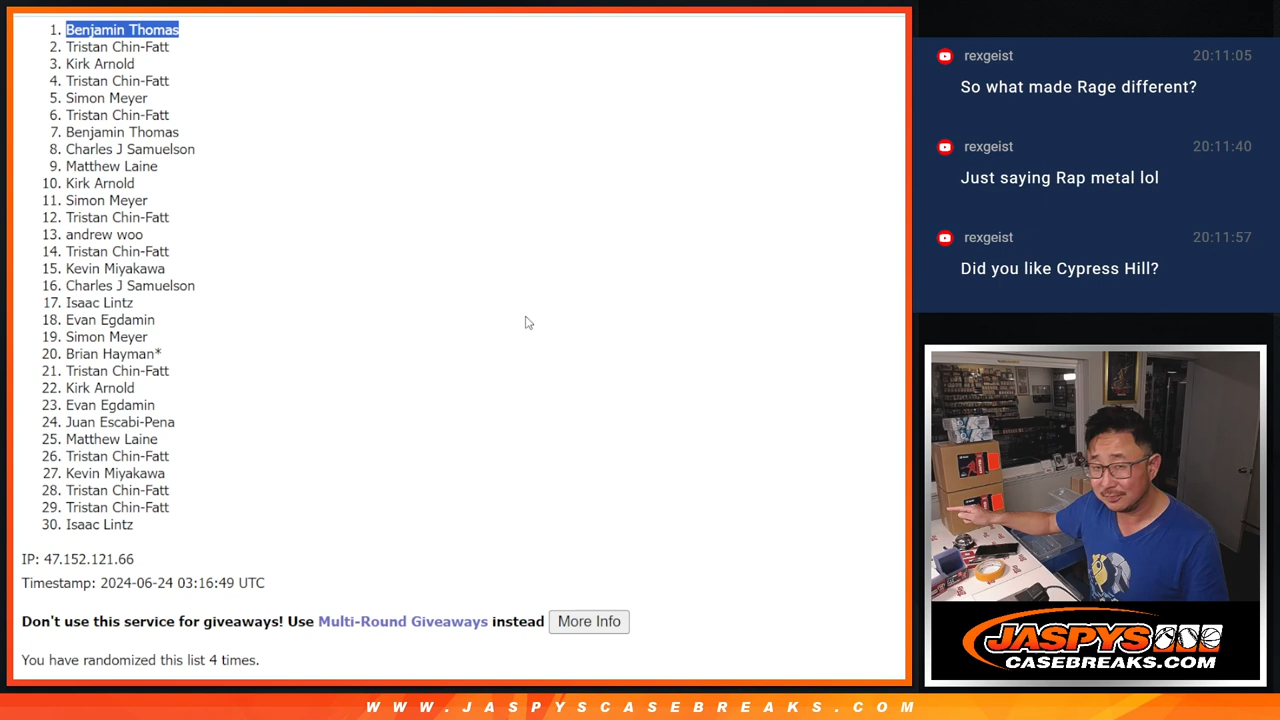 1. Benjamin Thomas
2. Tristan Chin-Fatt
3. Kirk Arnold
4. Tristan Chin-Fatt
5. Simon Meyer
6. Tristan Chin-Fatt
7. Benjamin Thomas
8. Charles J Samuelson
9. Matthew Laine
10. Kirk Arnold
11. Simon Meyer
12. Tristan Chin-Fatt
13. andrew woo
14. Tristan Chin-Fatt
15. Kevin Miyakawa
16. Charles J Samuelson
17. Isaac Lintz
18. Evan Egdamin
19. Simon Meyer
20. Brian Hayman*
21. Tristan Chin-Fatt
22. Kirk Arnold
23. Evan Egdamin
24. Juan Escabi-Pena
25. Matthew Laine
26. Tristan Chin-Fatt
27. Kevin Miyakawa
28. Tristan Chin-Fatt
29. Tristan Chin-Fatt
30. Isaac Lintz
IP: 47.152.121.66
Timestamp: 2024-06-24 03:16:49 UTC
Don't use this service for giveaways! Use Multi-Round Giveaways instead More Info
You have randomized this list 4 times.
rexgeist 20:11:05
So what made Rage different?
rexgeist 20:11:40
Just saying Rap metal lol
rexgeist 20:11:57
Did you like Cypress Hill?
JASPYS
CASEBREAKS.COM
WWW.JASPYSCASEBREAKS.COM